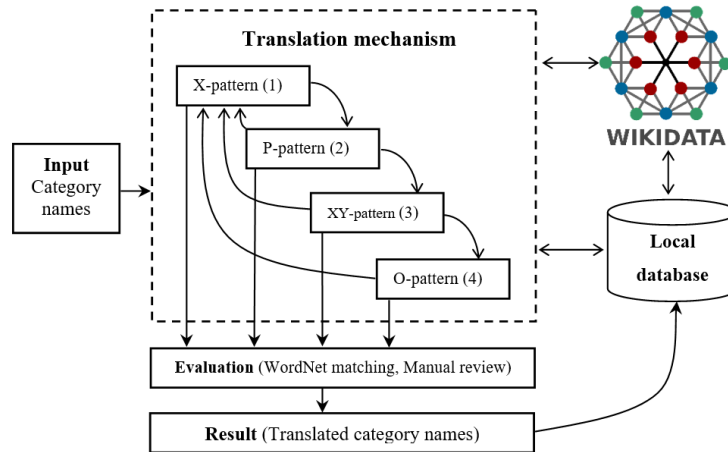 Translation mechanism
X-pattern (1)
P-pattern (2)
XY-pattern (3)
O-pattern (4)
Input
Category
names
WIKIDATA
Local
database
Evaluation (WordNet matching, Manual review)
Result (Translated category names)